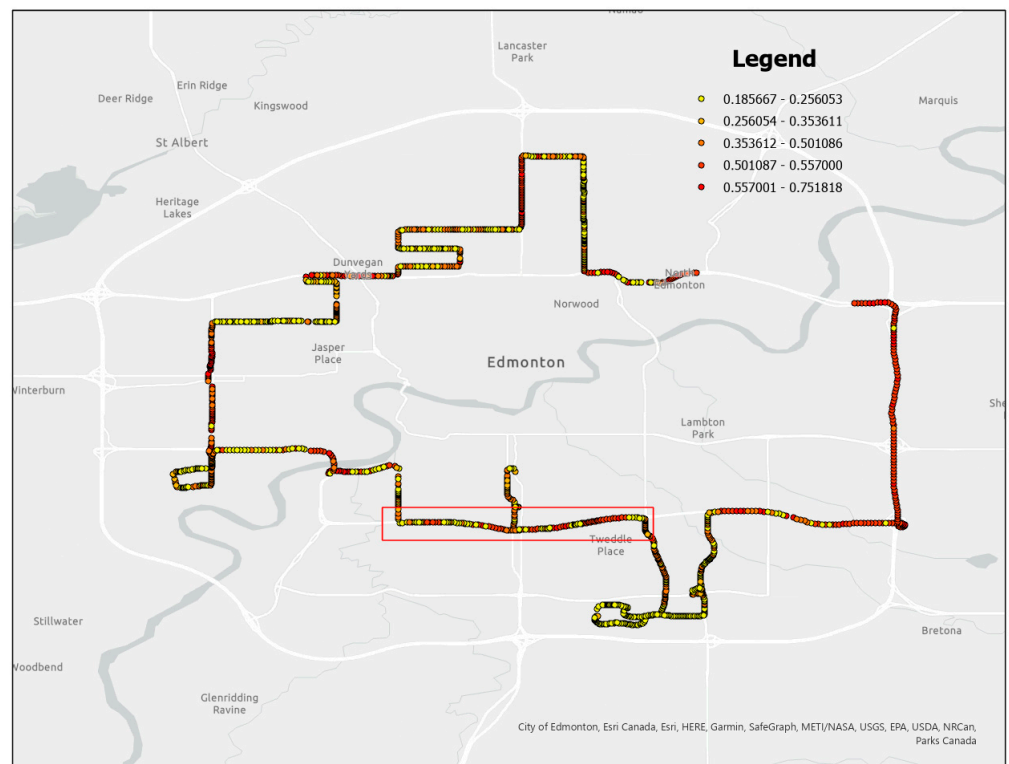 Lancaster
Park
Legend
Erin Ridge
Deer Ridge
Kingswood
0.185667 - 0.256053
Marquis
0.256054 - 0.353611
St Albert
0.353612 - 0.501086
0.501087 - 0.557000
0.557001 - 0.751818
Heritage
Lakes
Dunvegan
Yards
North
Edmonton
Norwood
Jasper
Place
Edmonton
Winterburn
Lambton
Park
Tweddle
Place
Stillwater
Bretona
Woodbend
Glenridding
Ravine
City of Edmonton, Esri Canada, Esri, HERE, Garmin, SafeGraph, METI/NASA, USGS, EPA, USDA, NRCan,
Parks Canada